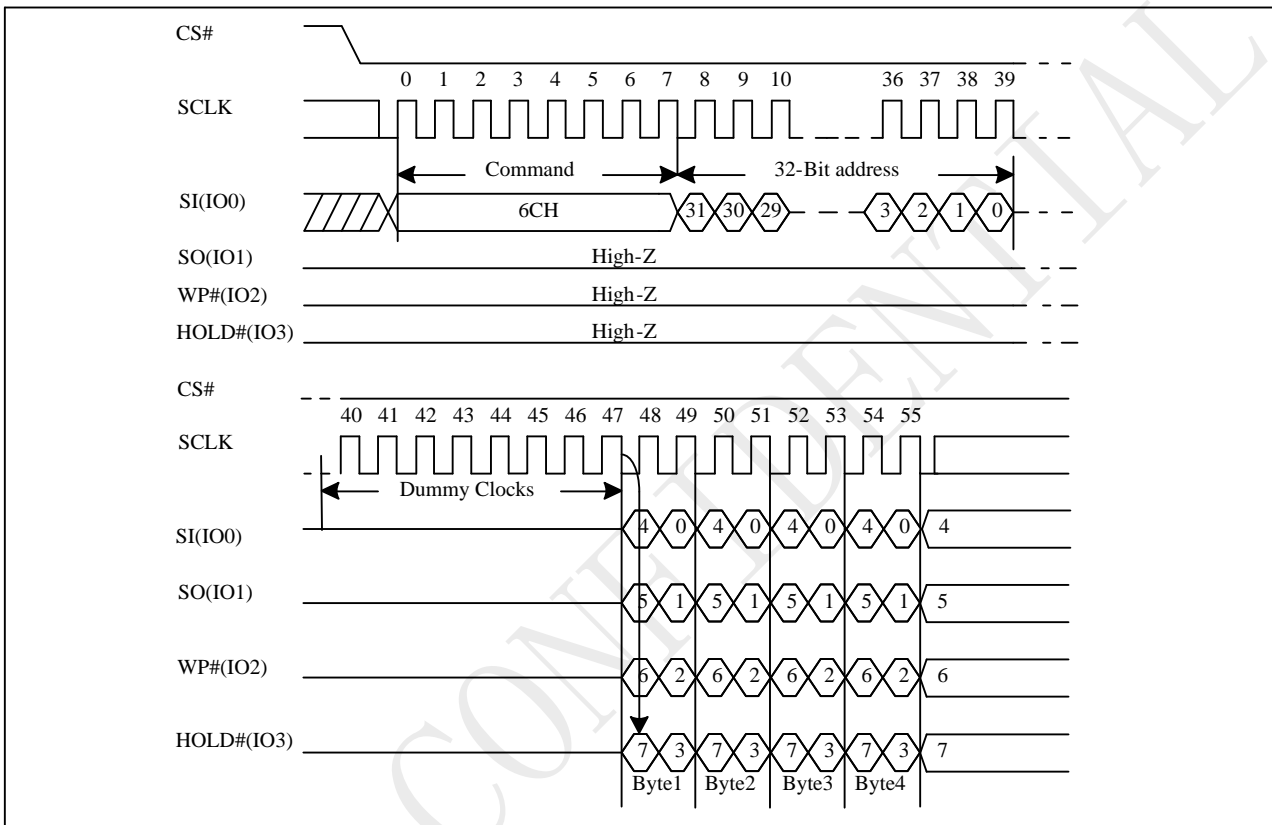 CS#
0 1 2 3 4 5 6 7 8 9 10 36 37 38 39
SCLK
Command 32-Bit address
SI(IO0) 6CH 31 30 29 3 2 1 0
SO(IO1) High-Z
WP#(IO2) High-Z
HOLD#(IO3) High-Z
CS#
40 41 42 43 44 45 46 47 48 49 50 51 52 53 54 55
SCLK
Dummy Clocks
SI(IO0) 4 0 4 0 4 0 4 0 4
SO(IO1) 5 1 5 1 5 1 5 1 5
WP#(IO2) 6 2 6 2 6 2 6 2 6
HOLD#(IO3) 7 3 7 3 7 3 7 3 7
Byte1 Byte2 Byte3 Byte4
CONFIDENTIAL